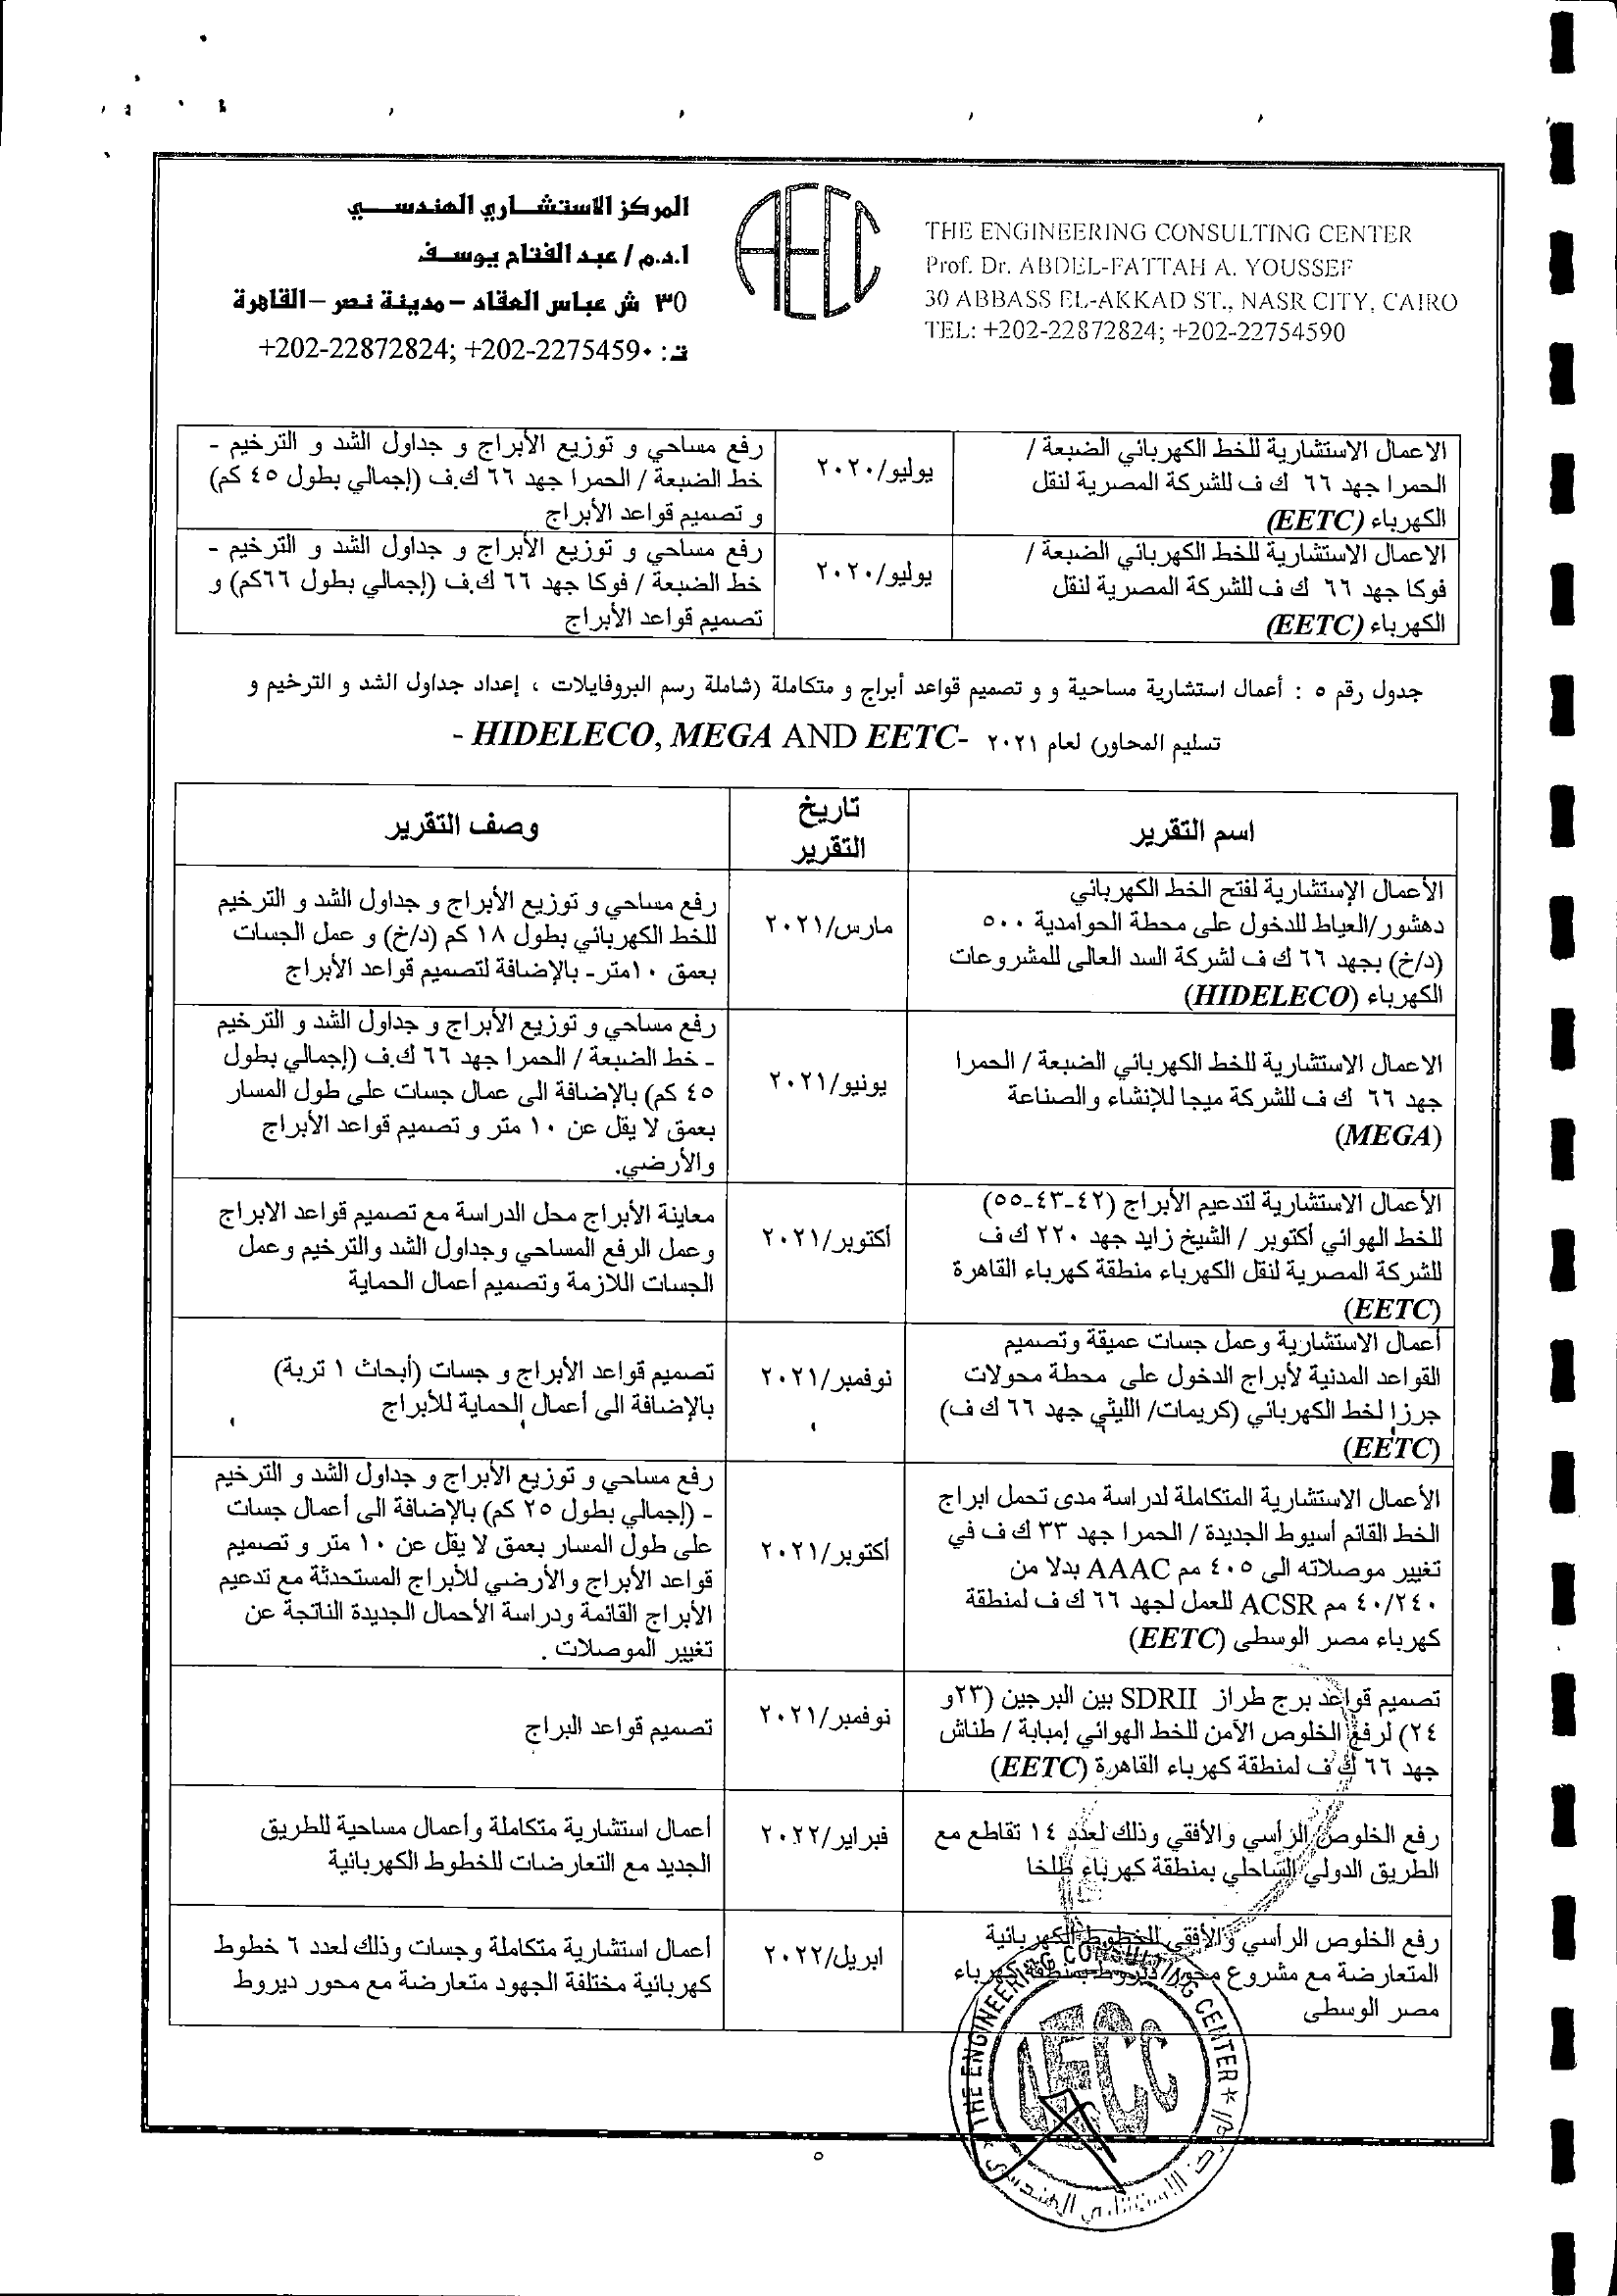 المركز الاستشاري الهندسي
ا.د.م / عبد الفتاح يوسف
٣٥ ش عباس العقاد – مدينة نصر – القاهرة
ت: +202-22872824; +202-2275459٠
AECC
THE ENGINEERING CONSULTING CENTER
Prof. Dr. ABDEL-FATTAH A. YOUSSEF
30 ABBASS EL-AKKAD ST., NASR CITY, CAIRO
TEL: +202-22872824; +202-22754590
الاعمال الاستشارية للخط الكهربائي الضبعة /
الحمرا جهد ٦٦ ك ف للشركة المصرية لنقل
الكهرباء (EETC)
يوليو/٢٠٢٠
رفع مساحي و توزيع الأبراج و جداول الشد و الترخيم -
خط الضبعة / الحمرا جهد ٦٦ ك.ف (إجمالي بطول ٤٥ كم)
و تصميم قواعد الأبراج
الاعمال الاستشارية للخط الكهربائي الضبعة /
فوكا جهد ٦٦ ك ف للشركة المصرية لنقل
الكهرباء (EETC)
يوليو/٢٠٢٠
رفع مساحي و توزيع الأبراج و جداول الشد و الترخيم -
خط الضبعة / فوكا جهد ٦٦ ك.ف (إجمالي بطول ٦٦كم) و
تصميم قواعد الأبراج
جدول رقم ٥ : أعمال استشارية مساحية و و تصميم قواعد أبراج و متكاملة (شاملة رسم البروفايلات ، إعداد جداول الشد و الترخيم و
تسليم المحاور) لعام ٢٠٢١ -HIDELECO, MEGA AND EETC -
اسم التقرير
تاريخ
التقرير
وصف التقرير
الأعمال الإستشارية لفتح الخط الكهربائي
دهشور/العياط للدخول على محطة الحوامدية ٥٠٠
(د/خ) بجهد ٦٦ ك ف لشركة السد العالى للمشروعات
الكهرباء (HIDELECO)
مارس/٢٠٢١
رفع مساحي و توزيع الأبراج و جداول الشد و الترخيم
للخط الكهربائي بطول ١٨ كم (د/خ) و عمل الجسات
بعمق ١٠متر- بالإضافة لتصميم قواعد الأبراج
الاعمال الاستشارية للخط الكهربائي الضبعة / الحمرا
جهد ٦٦ ك ف للشركة ميجا للإنشاء والصناعة
(MEGA)
يونيو/٢٠٢١
رفع مساحي و توزيع الأبراج و جداول الشد و الترخيم
- خط الضبعة / الحمرا جهد ٦٦ ك.ف (إجمالي بطول
٤٥ كم) بالإضافة الى عمال جسات على طول المسار
بعمق لا يقل عن ١٠ متر و تصميم قواعد الأبراج
والأرضي.
الأعمال الاستشارية لتدعيم الأبراج (٤٢-٤٣-٥٥)
للخط الهوائي أكتوبر / الشيخ زايد جهد ٢٢٠ ك ف
للشركة المصرية لنقل الكهرباء منطقة كهرباء القاهرة
(EETC)
أكتوبر/٢٠٢١
معاينة الأبراج محل الدراسة مع تصميم قواعد الابراج
وعمل الرفع المساحي وجداول الشد والترخيم وعمل
الجسات اللازمة وتصميم أعمال الحماية
أعمال الاستشارية وعمل جسات عميقة وتصميم
القواعد المدنية لأبراج الدخول على محطة محولات
جرزا لخط الكهربائي (كريمات/ الليثي جهد ٦٦ ك ف)
(EETC)
نوفمبر/٢٠٢١
تصميم قواعد الأبراج و جسات (أبحاث ١ تربة)
بالإضافة الى أعمال الحماية للأبراج
الأعمال الاستشارية المتكاملة لدراسة مدى تحمل ابراج
الخط القائم أسيوط الجديدة / الحمرا جهد ٣٣ ك ف في
تغيير موصلاته الى ٤٠٥ مم AAAC بدلا من
٤٠/٢٤٠ مم ACSR للعمل لجهد ٦٦ ك ف لمنطقة
كهرباء مصر الوسطى (EETC)
أكتوبر/٢٠٢١
رفع مساحي و توزيع الأبراج و جداول الشد و الترخيم
- (إجمالي بطول ٢٥ كم) بالإضافة الى أعمال جسات
على طول المسار بعمق لا يقل عن ١٠ متر و تصميم
قواعد الأبراج والأرضي للأبراج المستحدثة مع تدعيم
الأبراج القائمة ودراسة الأحمال الجديدة الناتجة عن
تغيير الموصلات .
تصميم قواعد برج طراز SDRII بين البرجين (٢٣و
٢٤) لرفع الخلوص الآمن للخط الهوائي إمبابة / طناش
جهد ٦٦ ك ف لمنطقة كهرباء القاهرة (EETC)
نوفمبر/٢٠٢١
تصميم قواعد البراج
رفع الخلوص الرأسي والأفقي وذلك لعدد ١٤ تقاطع مع
الطريق الدولي الساحلي بمنطقة كهرباء طلخا
فبراير/٢٠٢٢
أعمال استشارية متكاملة وأعمال مساحية للطريق
الجديد مع التعارضات للخطوط الكهربائية
رفع الخلوص الرأسي والأفقي للخطوط الكهربائية
المتعارضة مع مشروع محور ديروط بمنطقة كهرباء
مصر الوسطى
ابريل/٢٠٢٢
أعمال استشارية متكاملة وجسات وذلك لعدد ٦ خطوط
كهربائية مختلفة الجهود متعارضة مع محور ديروط
THE ENGINEERING CONSULTING CENTER
AECC
الاستشاري الهندسي
٥